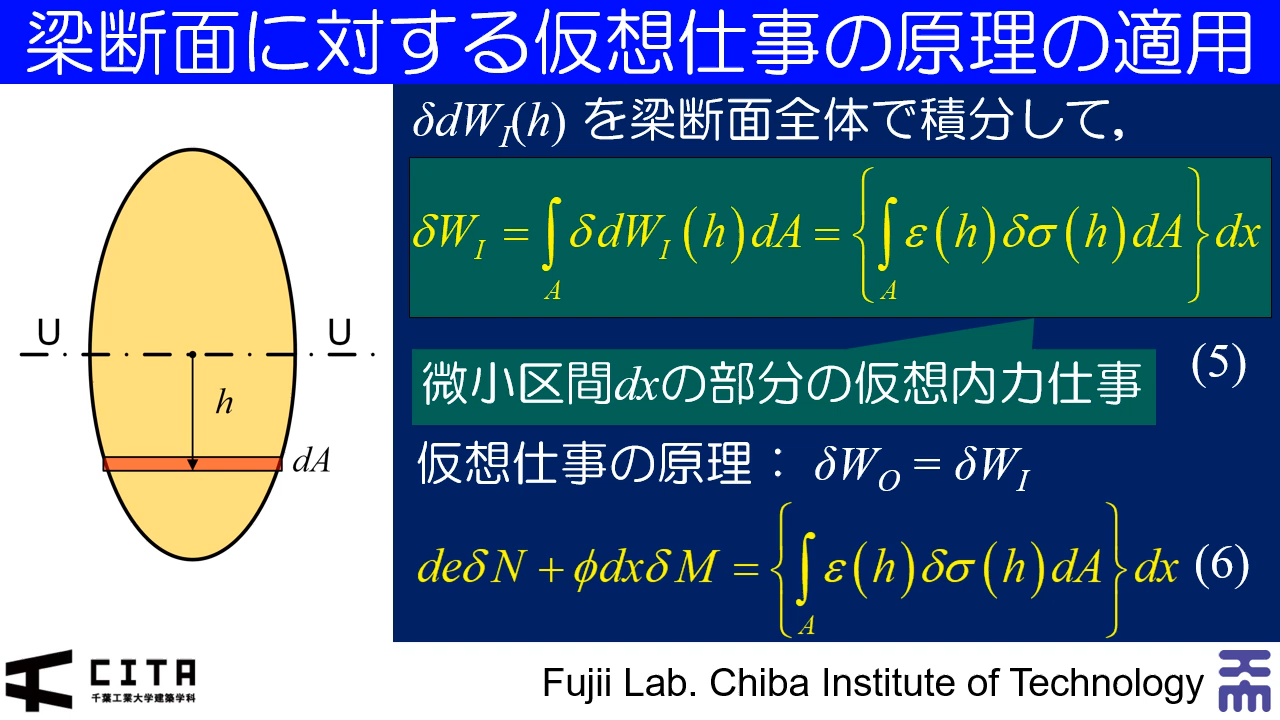 梁断面に対する仮想仕事の原理の適用
δdW_I(h) を梁断面全体で積分して,
δW_I = ∫_A δdW_I(h)dA = {∫_A ε(h)δσ(h)dA}dx
(5)
微小区間dxの部分の仮想内力仕事
仮想仕事の原理： δW_O = δW_I
deδN + ϕdxδM = {∫_A ε(h)δσ(h)dA}dx (6)
U U
h
dA
CITA
千葉工業大学建築学科
Fujii Lab. Chiba Institute of Technology